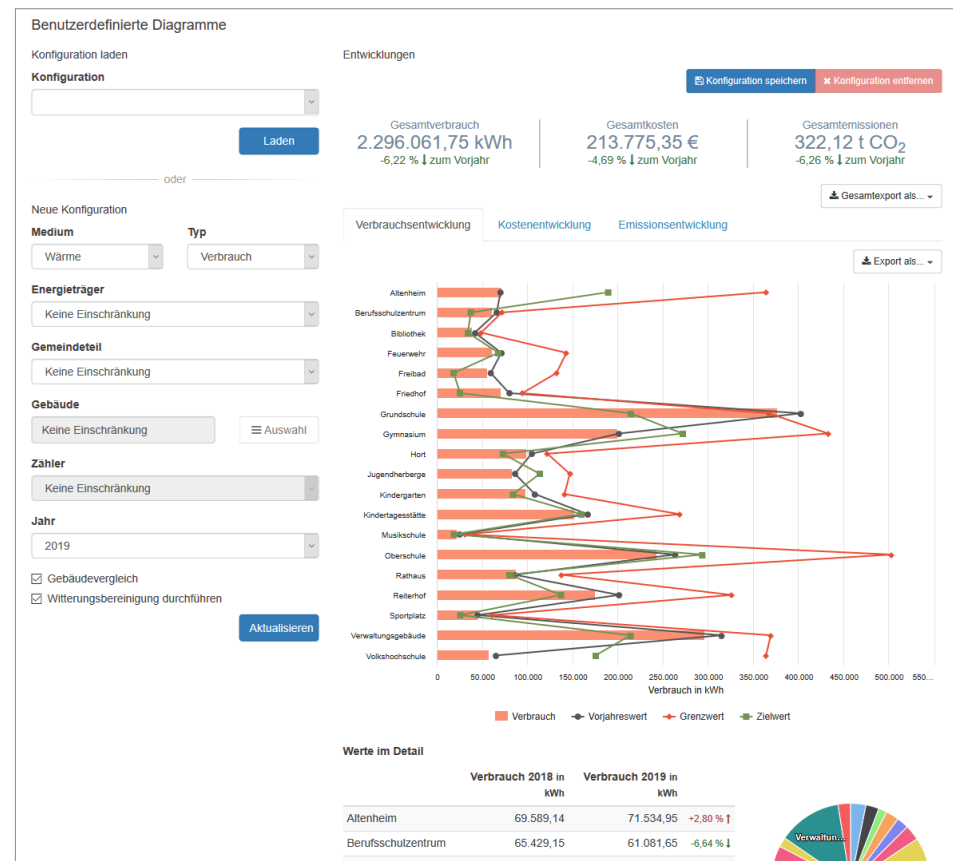 Benutzerdefinierte Diagramme
Konfiguration laden
Konfiguration
Laden
oder
Neue Konfiguration
Medium Typ
Wärme Verbrauch
Energieträger
Keine Einschränkung
Gemeindeteil
Keine Einschränkung
Gebäude
Keine Einschränkung Auswahl
Zähler
Keine Einschränkung
Jahr
2019
Gebäudevergleich
Witterungsbereinigung durchführen
Aktualisieren
Entwicklungen
Konfiguration speichern Konfiguration entfernen
Gesamtverbrauch Gesamtkosten Gesamtemissionen
2.296.061,75 kWh 213.775,35 € 322,12 t CO2
-6,22 % zum Vorjahr -4,69 % zum Vorjahr -6,26 % zum Vorjahr
Gesamtexport als...
Verbrauchsentwicklung Kostenentwicklung Emissionsentwicklung
Export als...
Altenheim
Berufsschulzentrum
Bibliothek
Feuerwehr
Freibad
Friedhof
Grundschule
Gymnasium
Hort
Jugendherberge
Kindergarten
Kindertagesstätte
Musikschule
Oberschule
Rathaus
Reiterhof
Sportplatz
Verwaltungsgebäude
Volkshochschule
0 50.000 100.000 150.000 200.000 250.000 300.000 350.000 400.000 450.000 500.000 550...
Verbrauch in kWh
Verbrauch Vorjahreswert Grenzwert Zielwert
Werte im Detail
Verbrauch 2018 in kWh Verbrauch 2019 in kWh
Altenheim 69.589,14 71.534,95 +2,80 %
Berufsschulzentrum 65.429,15 61.081,65 -6,64 %
Verwaltun...